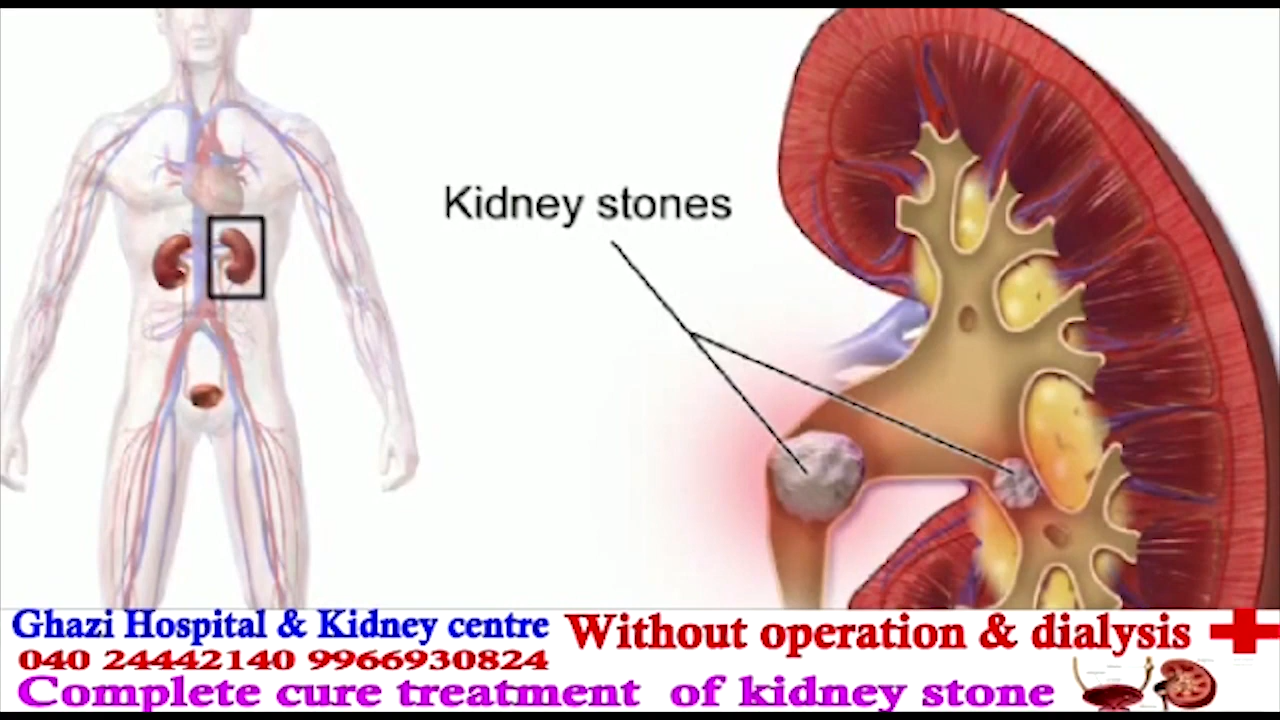 Kidney stones
Ghazi Hospital & Kidney centre
Without operation & dialysis
040 24442140 9966930824
Complete cure treatment of kidney stone